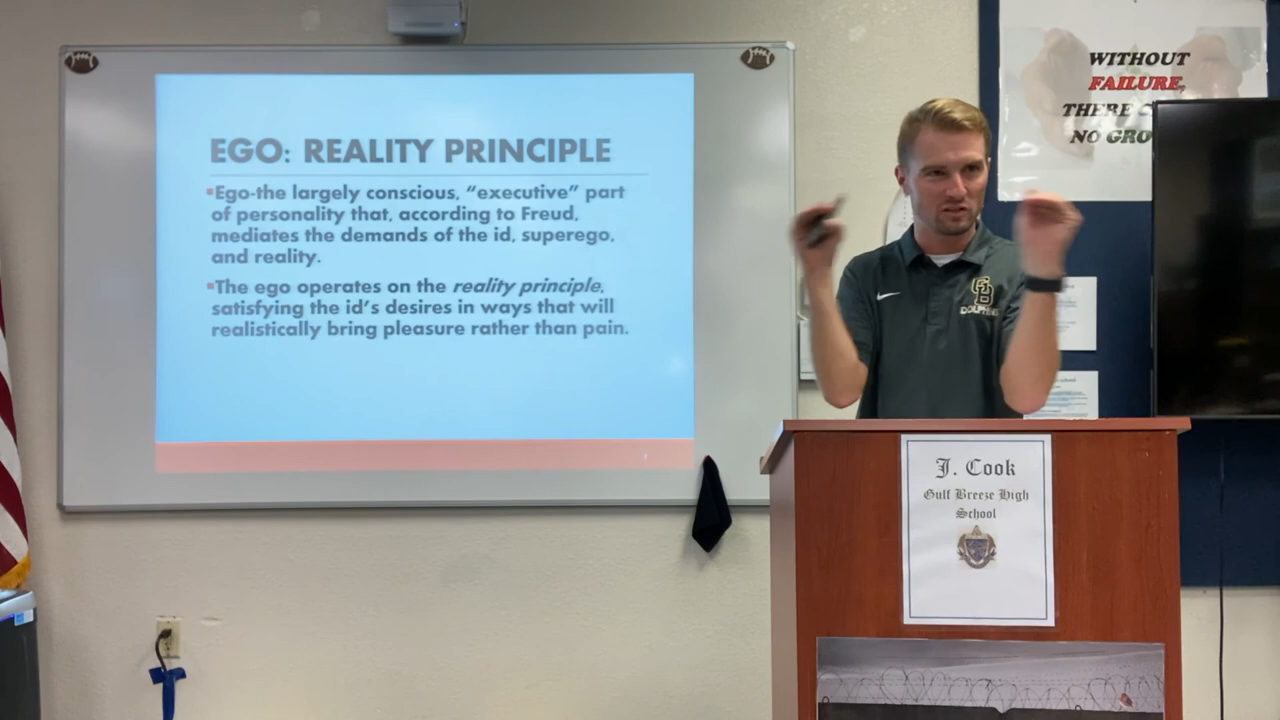 EGO: REALITY PRINCIPLE
▪Ego-the largely conscious, “executive” part
of personality that, according to Freud,
mediates the demands of the id, superego,
and reality.
▪The ego operates on the reality principle,
satisfying the id’s desires in ways that will
realistically bring pleasure rather than pain.
WITHOUT
FAILURE,
THERE
NO
GB
DOLPHINS
J. Cook
Gulf Breeze High
School